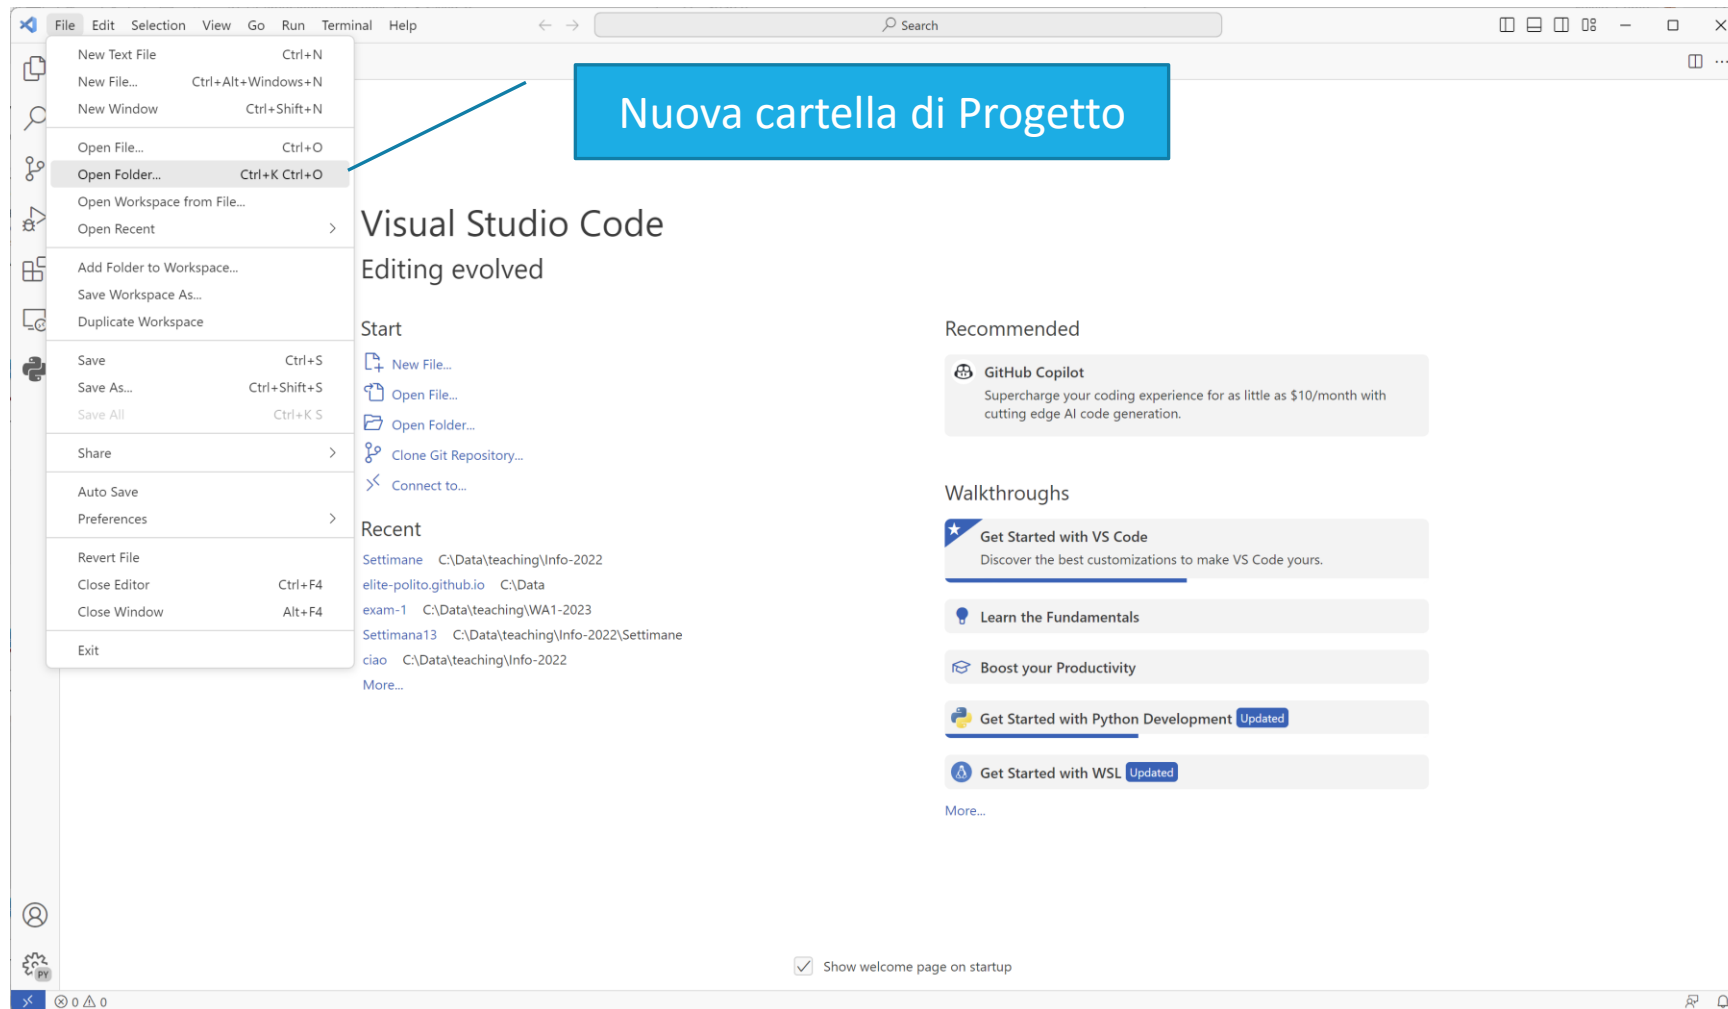 File Edit Selection View Go Run Terminal Help
Search
New Text File Ctrl+N
New File... Ctrl+Alt+Windows+N
New Window Ctrl+Shift+N
Open File... Ctrl+O
Open Folder... Ctrl+K Ctrl+O
Open Workspace from File...
Open Recent
Add Folder to Workspace...
Save Workspace As...
Duplicate Workspace
Save Ctrl+S
Save As... Ctrl+Shift+S
Save All Ctrl+K S
Share
Auto Save
Preferences
Revert File
Close Editor Ctrl+F4
Close Window Alt+F4
Exit
Nuova cartella di Progetto
Visual Studio Code
Editing evolved
Start
New File...
Open File...
Open Folder...
Clone Git Repository...
Connect to...
Recent
Settimane C:\Data\teaching\Info-2022
elite-polito.github.io C:\Data
exam-1 C:\Data\teaching\WA1-2023
Settimana13 C:\Data\teaching\Info-2022\Settimane
ciao C:\Data\teaching\Info-2022
More...
Recommended
GitHub Copilot
Supercharge your coding experience for as little as $10/month with
cutting edge AI code generation.
Walkthroughs
Get Started with VS Code
Discover the best customizations to make VS Code yours.
Learn the Fundamentals
Boost your Productivity
Get Started with Python Development Updated
Get Started with WSL Updated
More...
Show welcome page on startup
PY
0 0